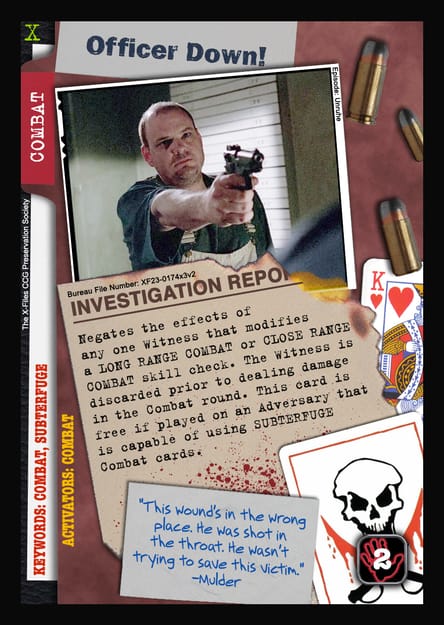 X
Officer Down!
COMBAT
Episode: Unruhe
The X-Files CCG Preservation Society
Bureau File Number: XF23-0174x3v2
INVESTIGATION REPO
Negates the effects of
any one Witness that modifies
a LONG RANGE COMBAT or CLOSE RANGE
COMBAT skill check. The Witness is
discarded prior to dealing damage
in the Combat round. This card is
free if played on an Adversary that
is capable of using SUBTERFUGE
Combat cards.
KEYWORDS: COMBAT, SUBTERFUGE
ACTIVATORS: COMBAT
K
"This wound's in the wrong
place. He was shot in
the throat. He wasn't
trying to save this victim."
-Mulder
2